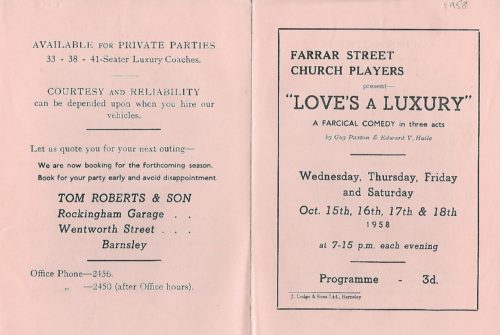 AVAILABLE FOR PRIVATE PARTIES
33 - 38 - 41-Seater Luxury Coaches.
COURTESY AND RELIABILITY
can be depended upon when you hire our
vehicles.
Let us quote you for your next outing—
We are now booking for the forthcoming season.
Book for your party early and avoid disappointment.
TOM ROBERTS & SON
Rockingham Garage . .
Wentworth Street . . .
Barnsley
Office Phone—2456.
„ —2450 (after Office hours).
1958
FARRAR STREET
CHURCH PLAYERS
present—
"LOVE'S A LUXURY"
A FARCICAL COMEDY in three acts
by Guy Paxton & Edward V. Hoile
Wednesday, Thursday, Friday
and Saturday
Oct. 15th, 16th, 17th & 18th
1958
at 7-15 p.m. each evening
Programme - 3d.
J. Lodge & Sons Ltd., Barnsley